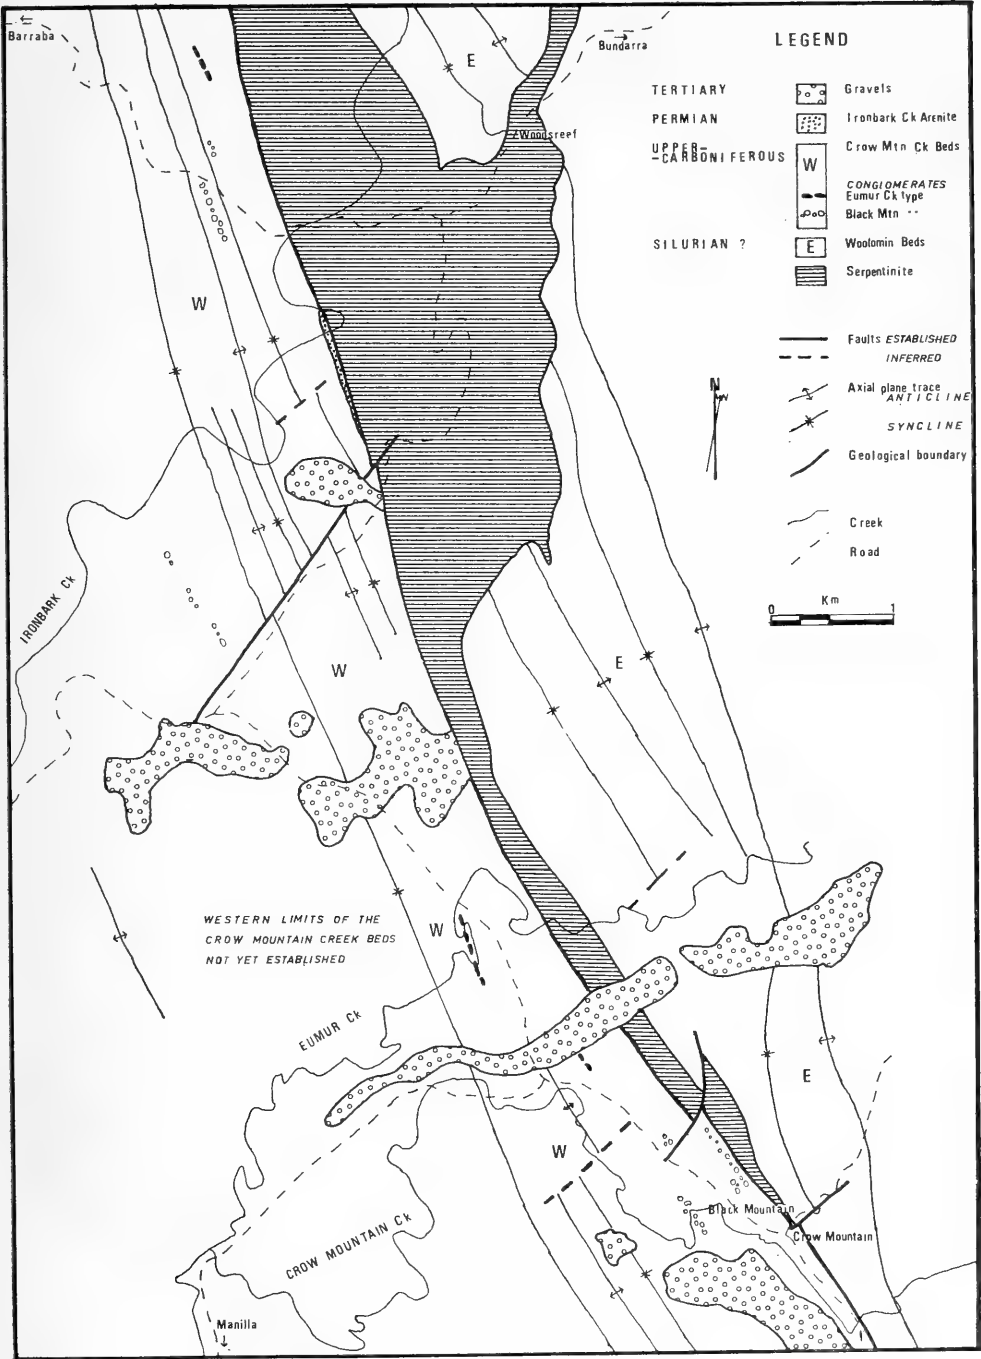 Barraba
Bundarra
E
Woodsreef
LEGEND
TERTIARY
Gravels
PERMIAN
Ironbark Ck Arenite
UPPER-
-CARBONIFEROUS
Crow Mtn Ck Beds
W
CONGLOMERATES
Eumur Ck type
Black Mtn "
SILURIAN ?
E
Woolomin Beds
Serpentinite
Faults ESTABLISHED
INFERRED
Axial plane trace
ANTICLINE
SYNCLINE
Geological boundary
Creek
Road
N
MN
Km
0 1
W
IRONBARK Ck
W
E
WESTERN LIMITS OF THE
CROW MOUNTAIN CREEK BEDS
NOT YET ESTABLISHED
W
EUMUR Ck
E
W
CROW MOUNTAIN Ck
Black Mountain
Crow Mountain
Manilla